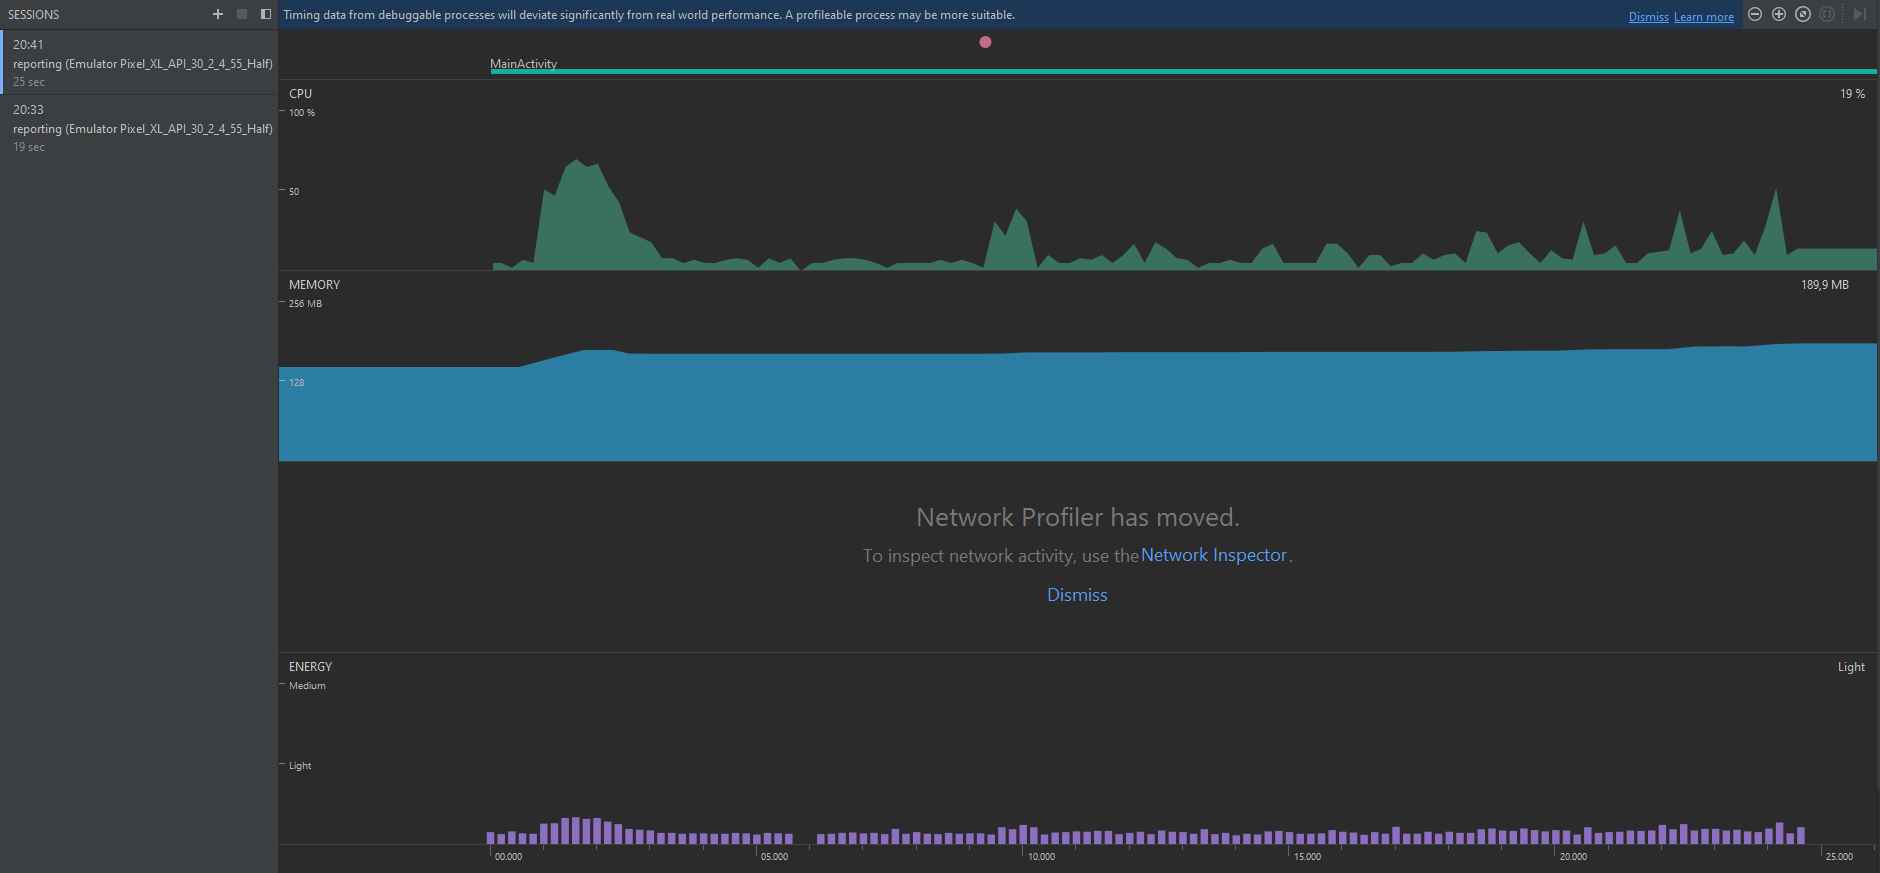 SESSIONS
Timing data from debuggable processes will deviate significantly from real world performance. A profileable process may be more suitable.
Dismiss Learn more
20:41
reporting (Emulator Pixel_XL_API_30_2_4_55_Half)
25 sec
20:33
reporting (Emulator Pixel_XL_API_30_2_4_55_Half)
19 sec
MainActivity
CPU
19 %
100 %
50
MEMORY
189,9 MB
256 MB
128
Network Profiler has moved.
To inspect network activity, use the Network Inspector.
Dismiss
ENERGY
Light
Medium
Light
00.000 05.000 10.000 15.000 20.000 25.000